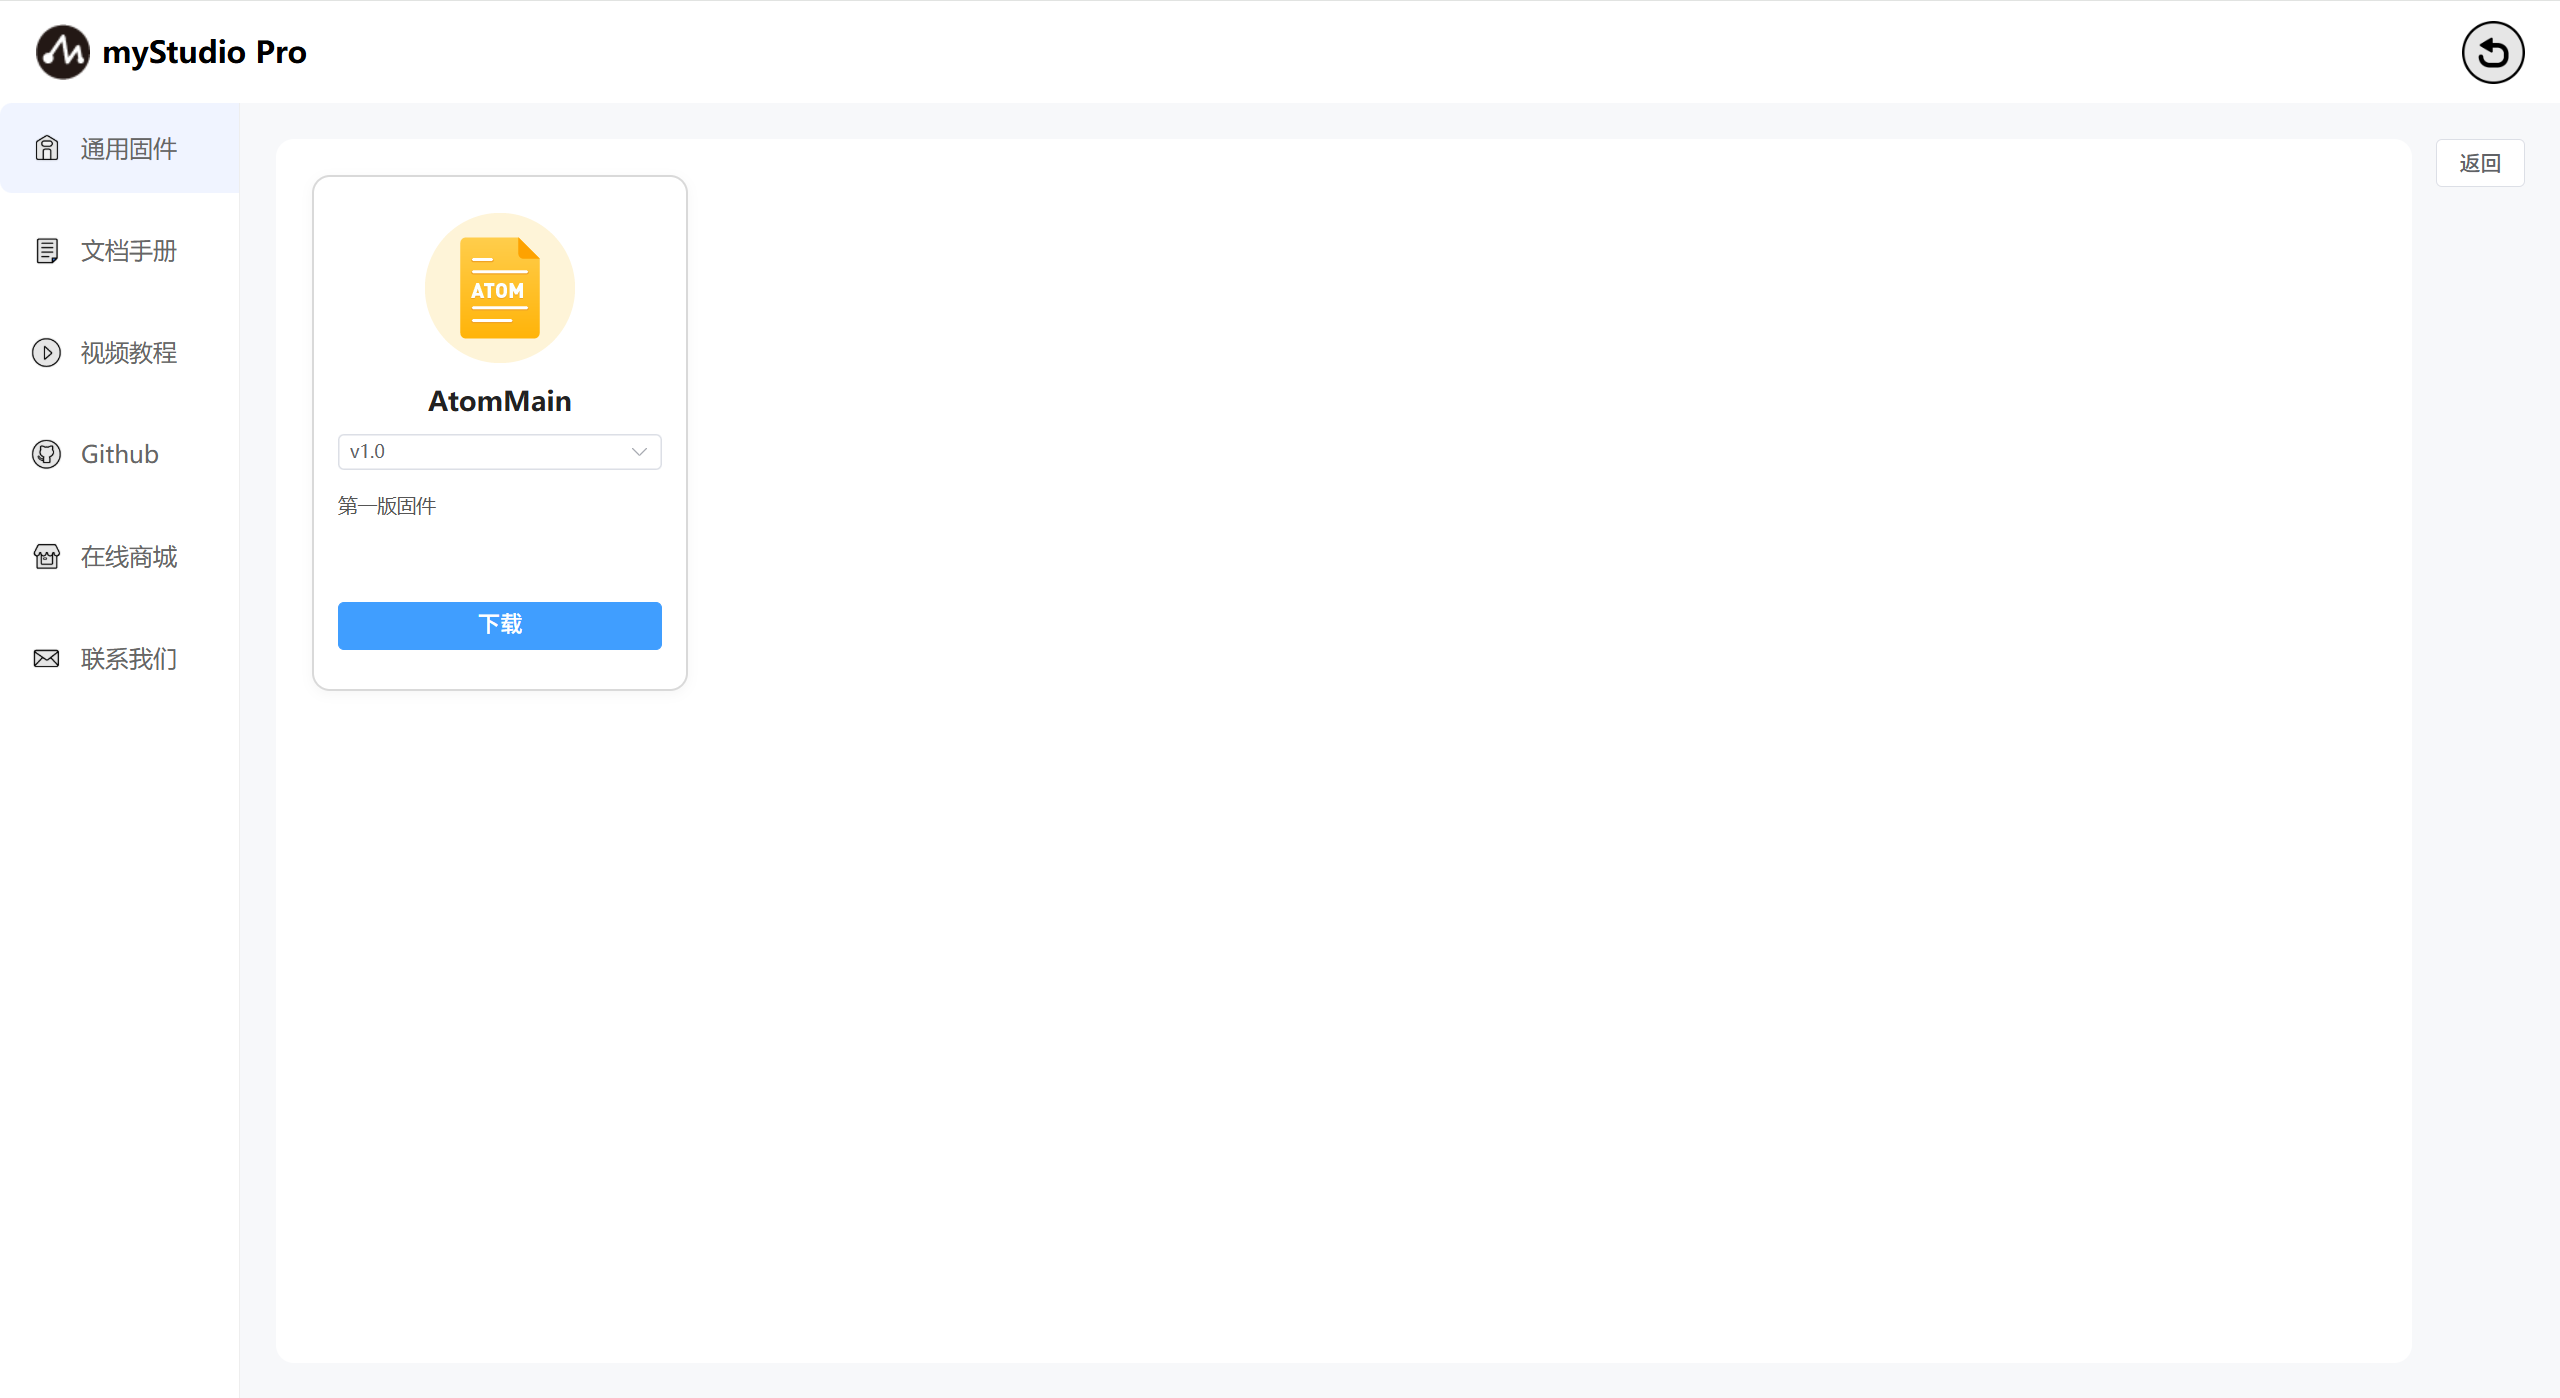 myStudio Pro
通用固件
文档手册
视频教程
Github
在线商城
联系我们
返回
ATOM
AtomMain
v1.0
第一版固件
下载